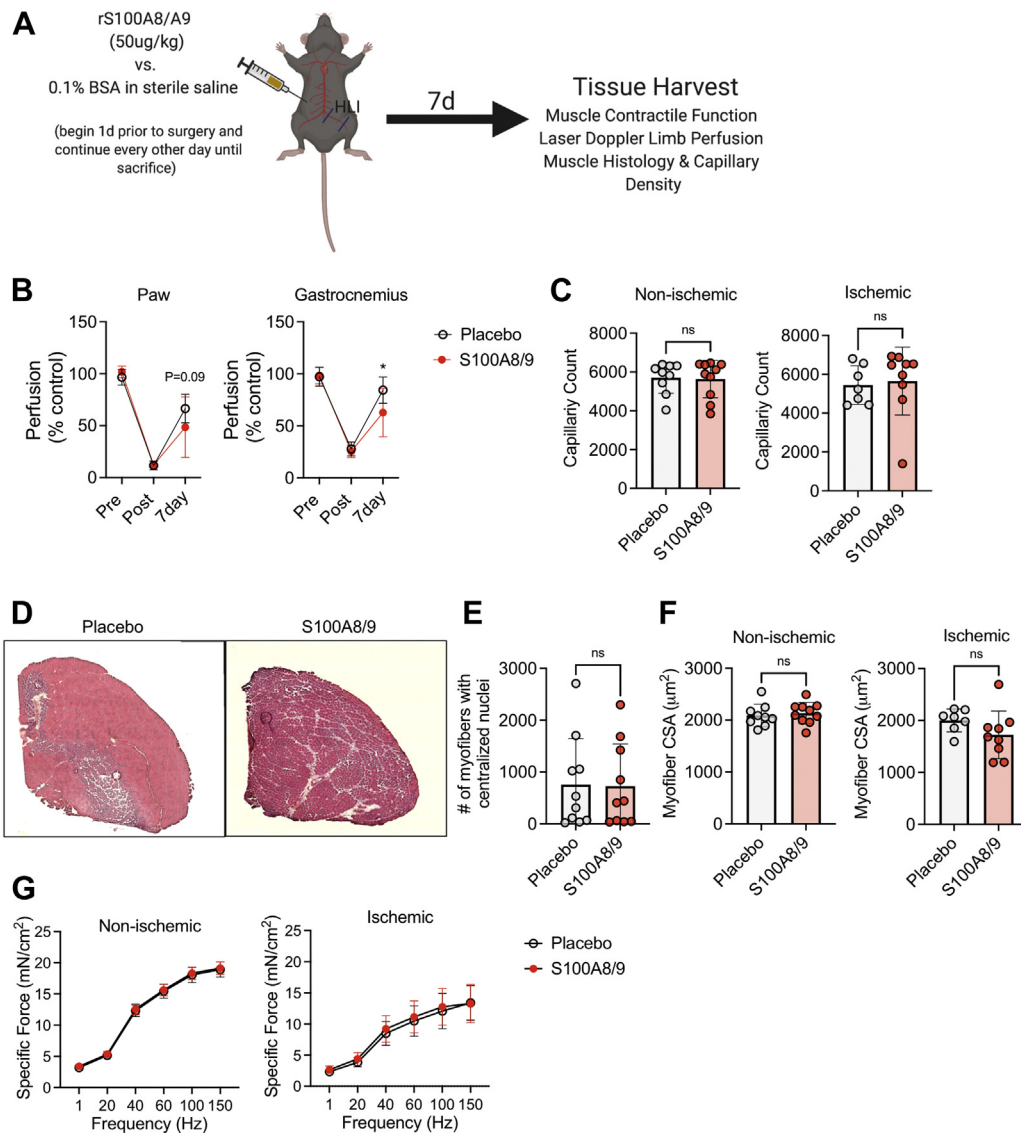 A
rS100A8/A9
(50ug/kg)
vs.
0.1% BSA in sterile saline
(begin 1d prior to surgery and
continue every other day until
sacrifice)
HLI
7d
Tissue Harvest
Muscle Contractile Function
Laser Doppler Limb Perfusion
Muscle Histology & Capillary
Density
B
Paw
Perfusion
(% control)
150
100
50
0
P=0.09
Pre
Post
7day
Gastrocnemius
Perfusion
(% control)
150
100
50
0
*
Pre
Post
7day
Placebo
S100A8/9
C
Non-ischemic
Capillariy Count
8000
6000
4000
2000
0
ns
Placebo
S100A8/9
Ischemic
Capillariy Count
8000
6000
4000
2000
0
ns
Placebo
S100A8/9
D
Placebo
S100A8/9
E
# of myofibers with
centralized nuclei
3000
2000
1000
0
ns
Placebo
S100A8/9
F
Non-ischemic
Myofiber CSA (μm²)
3000
2000
1000
0
ns
Placebo
S100A8/9
Ischemic
Myofiber CSA (μm²)
3000
2000
1000
0
ns
Placebo
S100A8/9
G
Non-ischemic
Specific Force (mN/cm²)
25
20
15
10
5
0
1 20 40 60 100 150
Frequency (Hz)
Ischemic
Specific Force (mN/cm²)
25
20
15
10
5
0
1 20 40 60 100 150
Frequency (Hz)
Placebo
S100A8/9